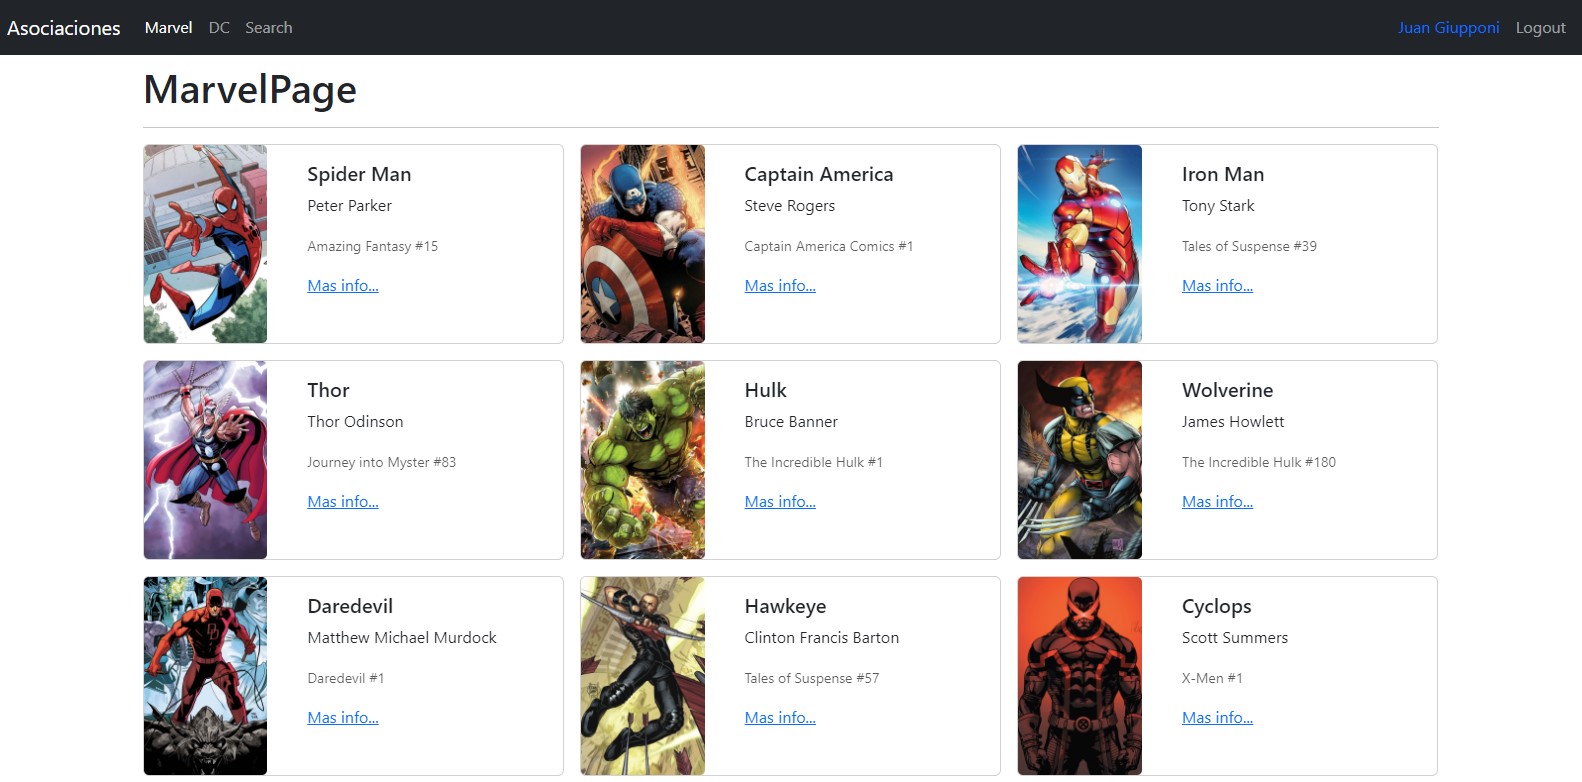 Asociaciones Marvel DC Search Juan Giupponi Logout
MarvelPage
Spider Man
Peter Parker
Amazing Fantasy #15
Mas info...
Captain America
Steve Rogers
Captain America Comics #1
Mas info...
Iron Man
Tony Stark
Tales of Suspense #39
Mas info...
Thor
Thor Odinson
Journey into Myster #83
Mas info...
Hulk
Bruce Banner
The Incredible Hulk #1
Mas info...
Wolverine
James Howlett
The Incredible Hulk #180
Mas info...
Daredevil
Matthew Michael Murdock
Daredevil #1
Mas info...
Hawkeye
Clinton Francis Barton
Tales of Suspense #57
Mas info...
Cyclops
Scott Summers
X-Men #1
Mas info...